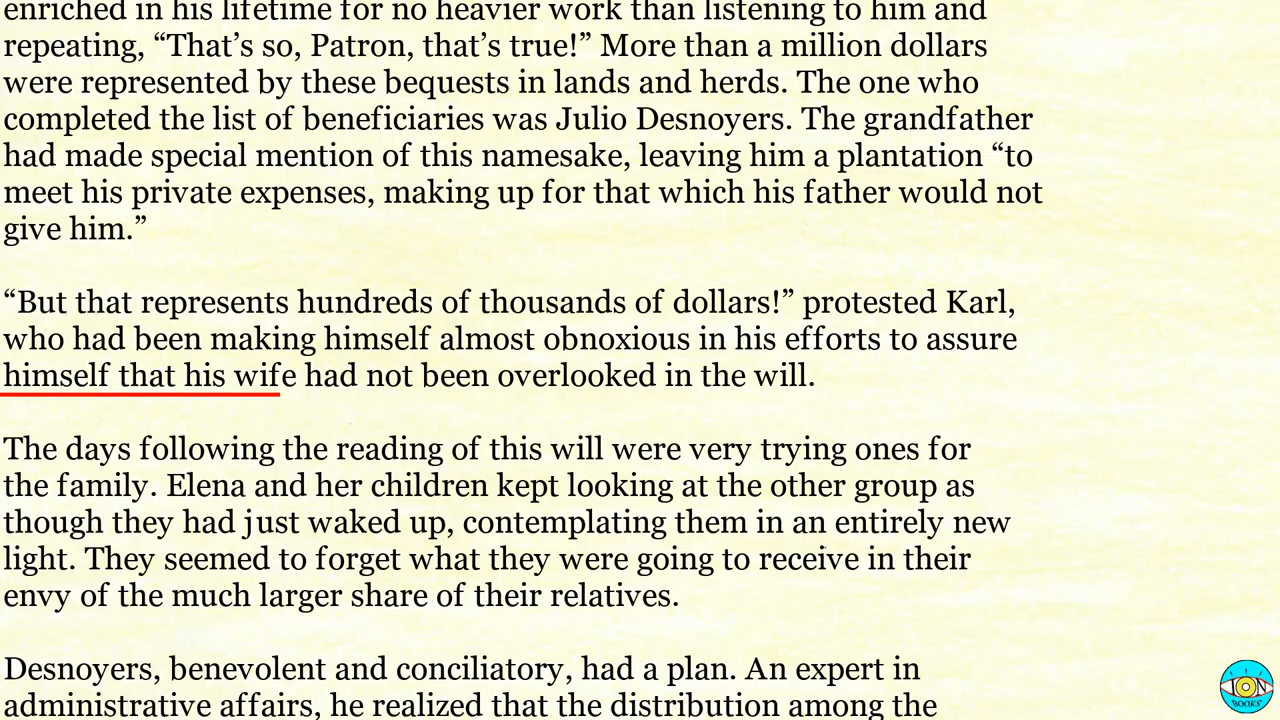 enriched in his lifetime for no heavier work than listening to him and
repeating, “That’s so, Patron, that’s true!” More than a million dollars
were represented by these bequests in lands and herds. The one who
completed the list of beneficiaries was Julio Desnoyers. The grandfather
had made special mention of this namesake, leaving him a plantation “to
meet his private expenses, making up for that which his father would not
give him.”
“But that represents hundreds of thousands of dollars!” protested Karl,
who had been making himself almost obnoxious in his efforts to assure
himself that his wife had not been overlooked in the will.
The days following the reading of this will were very trying ones for
the family. Elena and her children kept looking at the other group as
though they had just waked up, contemplating them in an entirely new
light. They seemed to forget what they were going to receive in their
envy of the much larger share of their relatives.
Desnoyers, benevolent and conciliatory, had a plan. An expert in
administrative affairs, he realized that the distribution among the
ION
BOOKS